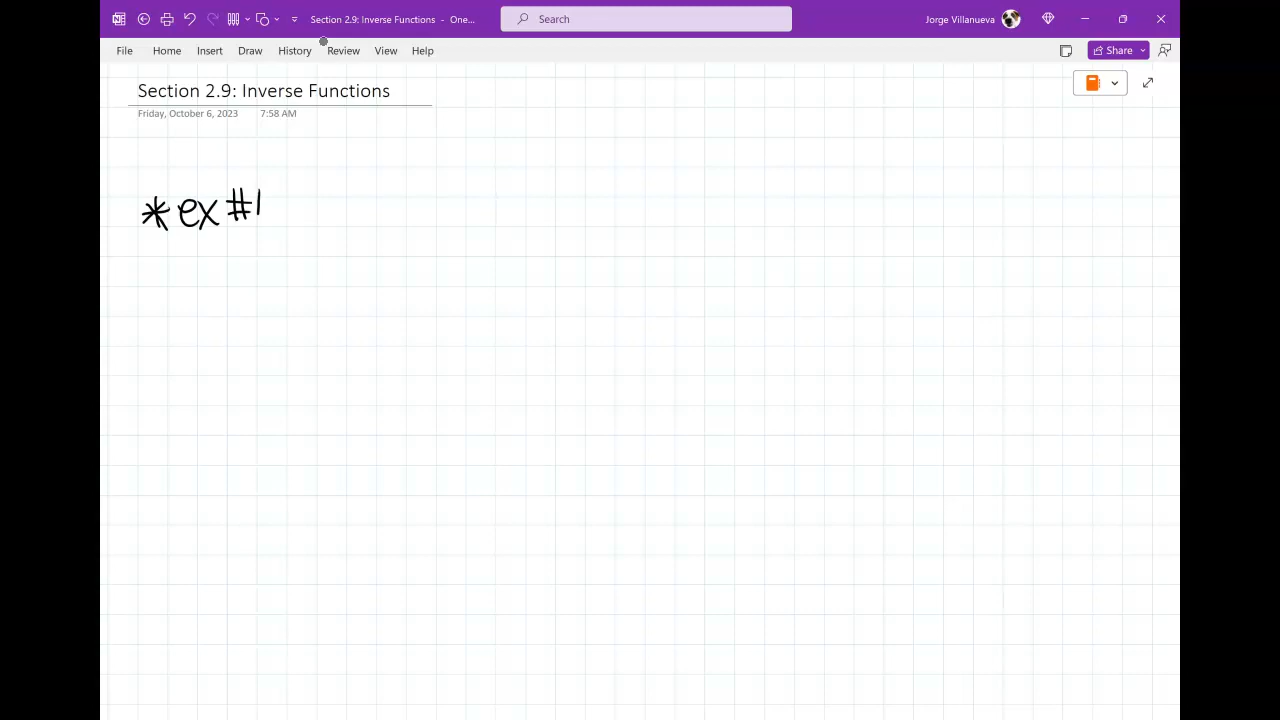 Section 2.9: Inverse Functions - One...
Search
Jorge Villanueva
File Home Insert Draw History Review View Help
Share
Section 2.9: Inverse Functions
Friday, October 6, 2023 7:58 AM
*ex #1